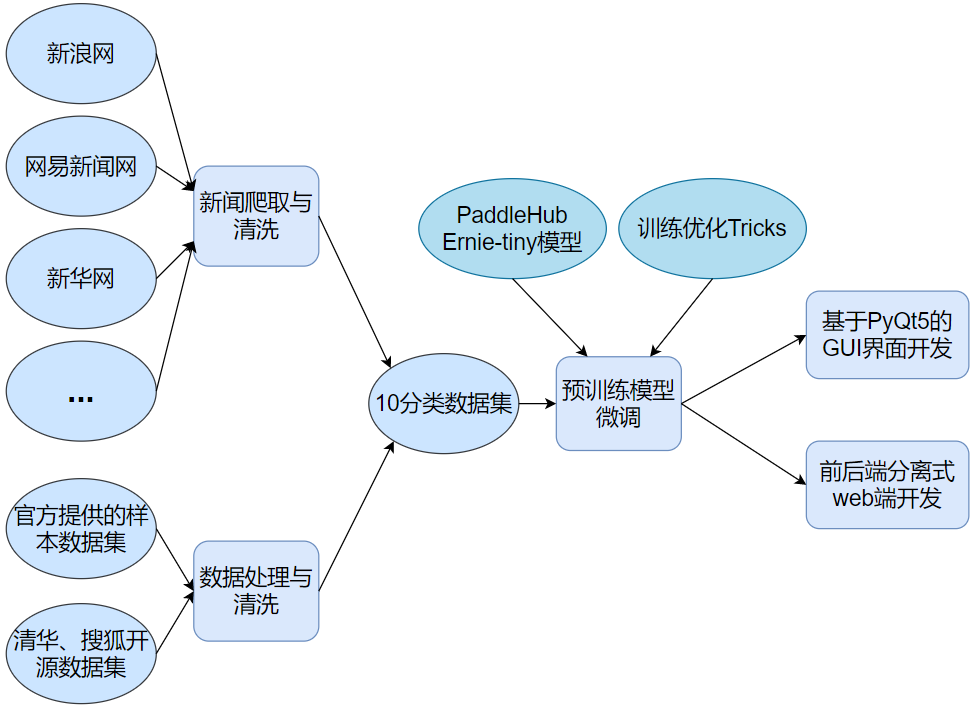 新浪网
网易新闻网
新华网
...
官方提供的样
本数据集
清华、搜狐开
源数据集
新闻爬取与
清洗
数据处理与
清洗
10分类数据集
PaddleHub
Ernie-tiny模型
训练优化Tricks
预训练模型
微调
基于PyQt5的
GUI界面开发
前后端分离式
web端开发